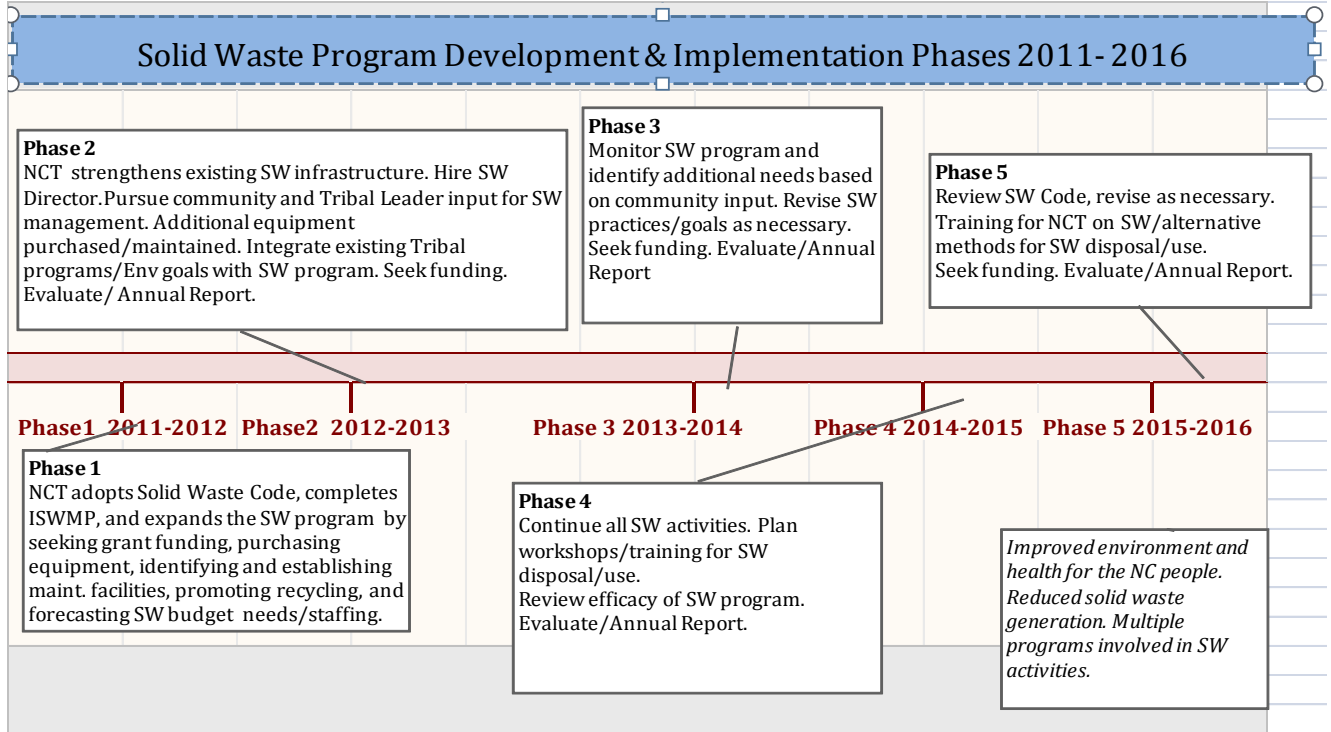 Solid Waste Program Development & Implementation Phases 2011- 2016
Phase 2
NCT strengthens existing SW infrastructure. Hire SW
Director.Pursue community and Tribal Leader input for SW
management. Additional equipment
purchased/maintained. Integrate existing Tribal
programs/Env goals with SW program. Seek funding.
Evaluate/ Annual Report.
Phase 3
Monitor SW program and
identify additional needs based
on community input. Revise SW
practices/goals as necessary.
Seek funding. Evaluate/Annual
Report
Phase 5
Review SW Code, revise as necessary.
Training for NCT on SW/alternative
methods for SW disposal/use.
Seek funding. Evaluate/Annual Report.
Phase1 2011-2012
Phase2 2012-2013
Phase 3 2013-2014
Phase 4 2014-2015
Phase 5 2015-2016
Phase 1
NCT adopts Solid Waste Code, completes
ISWMP, and expands the SW program by
seeking grant funding, purchasing
equipment, identifying and establishing
maint. facilities, promoting recycling, and
forecasting SW budget needs/staffing.
Phase 4
Continue all SW activities. Plan
workshops/training for SW
disposal/use.
Review efficacy of SW program.
Evaluate/Annual Report.
Improved environment and
health for the NC people.
Reduced solid waste
generation. Multiple
programs involved in SW
activities.